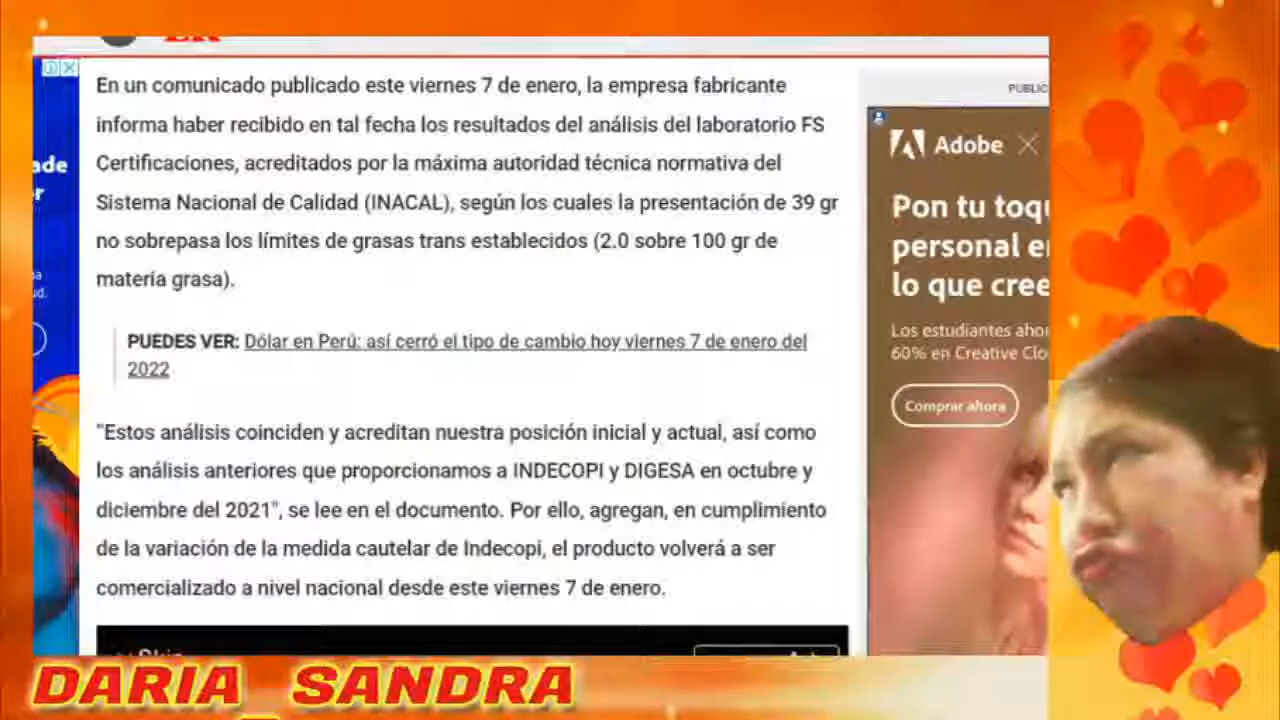 En un comunicado publicado este viernes 7 de enero, la empresa fabricante
informa haber recibido en tal fecha los resultados del análisis del laboratorio FS
Certificaciones, acreditados por la máxima autoridad técnica normativa del
Sistema Nacional de Calidad (INACAL), según los cuales la presentación de 39 gr
no sobrepasa los límites de grasas trans establecidos (2.0 sobre 100 gr de
materia grasa).
PUEDES VER: Dólar en Perú: así cerró el tipo de cambio hoy viernes 7 de enero del
2022
"Estos análisis coinciden y acreditan nuestra posición inicial y actual, así como
los análisis anteriores que proporcionamos a INDECOPI y DIGESA en octubre y
diciembre del 2021", se lee en el documento. Por ello, agregan, en cumplimiento
de la variación de la medida cautelar de Indecopi, el producto volverá a ser
comercializado a nivel nacional desde este viernes 7 de enero.
PUBLIC
Adobe
Pon tu toqu
personal e
lo que cree
Los estudiantes ahor
60% en Creative Clo
Comprar ahora
ade
r
DARIA SANDRA